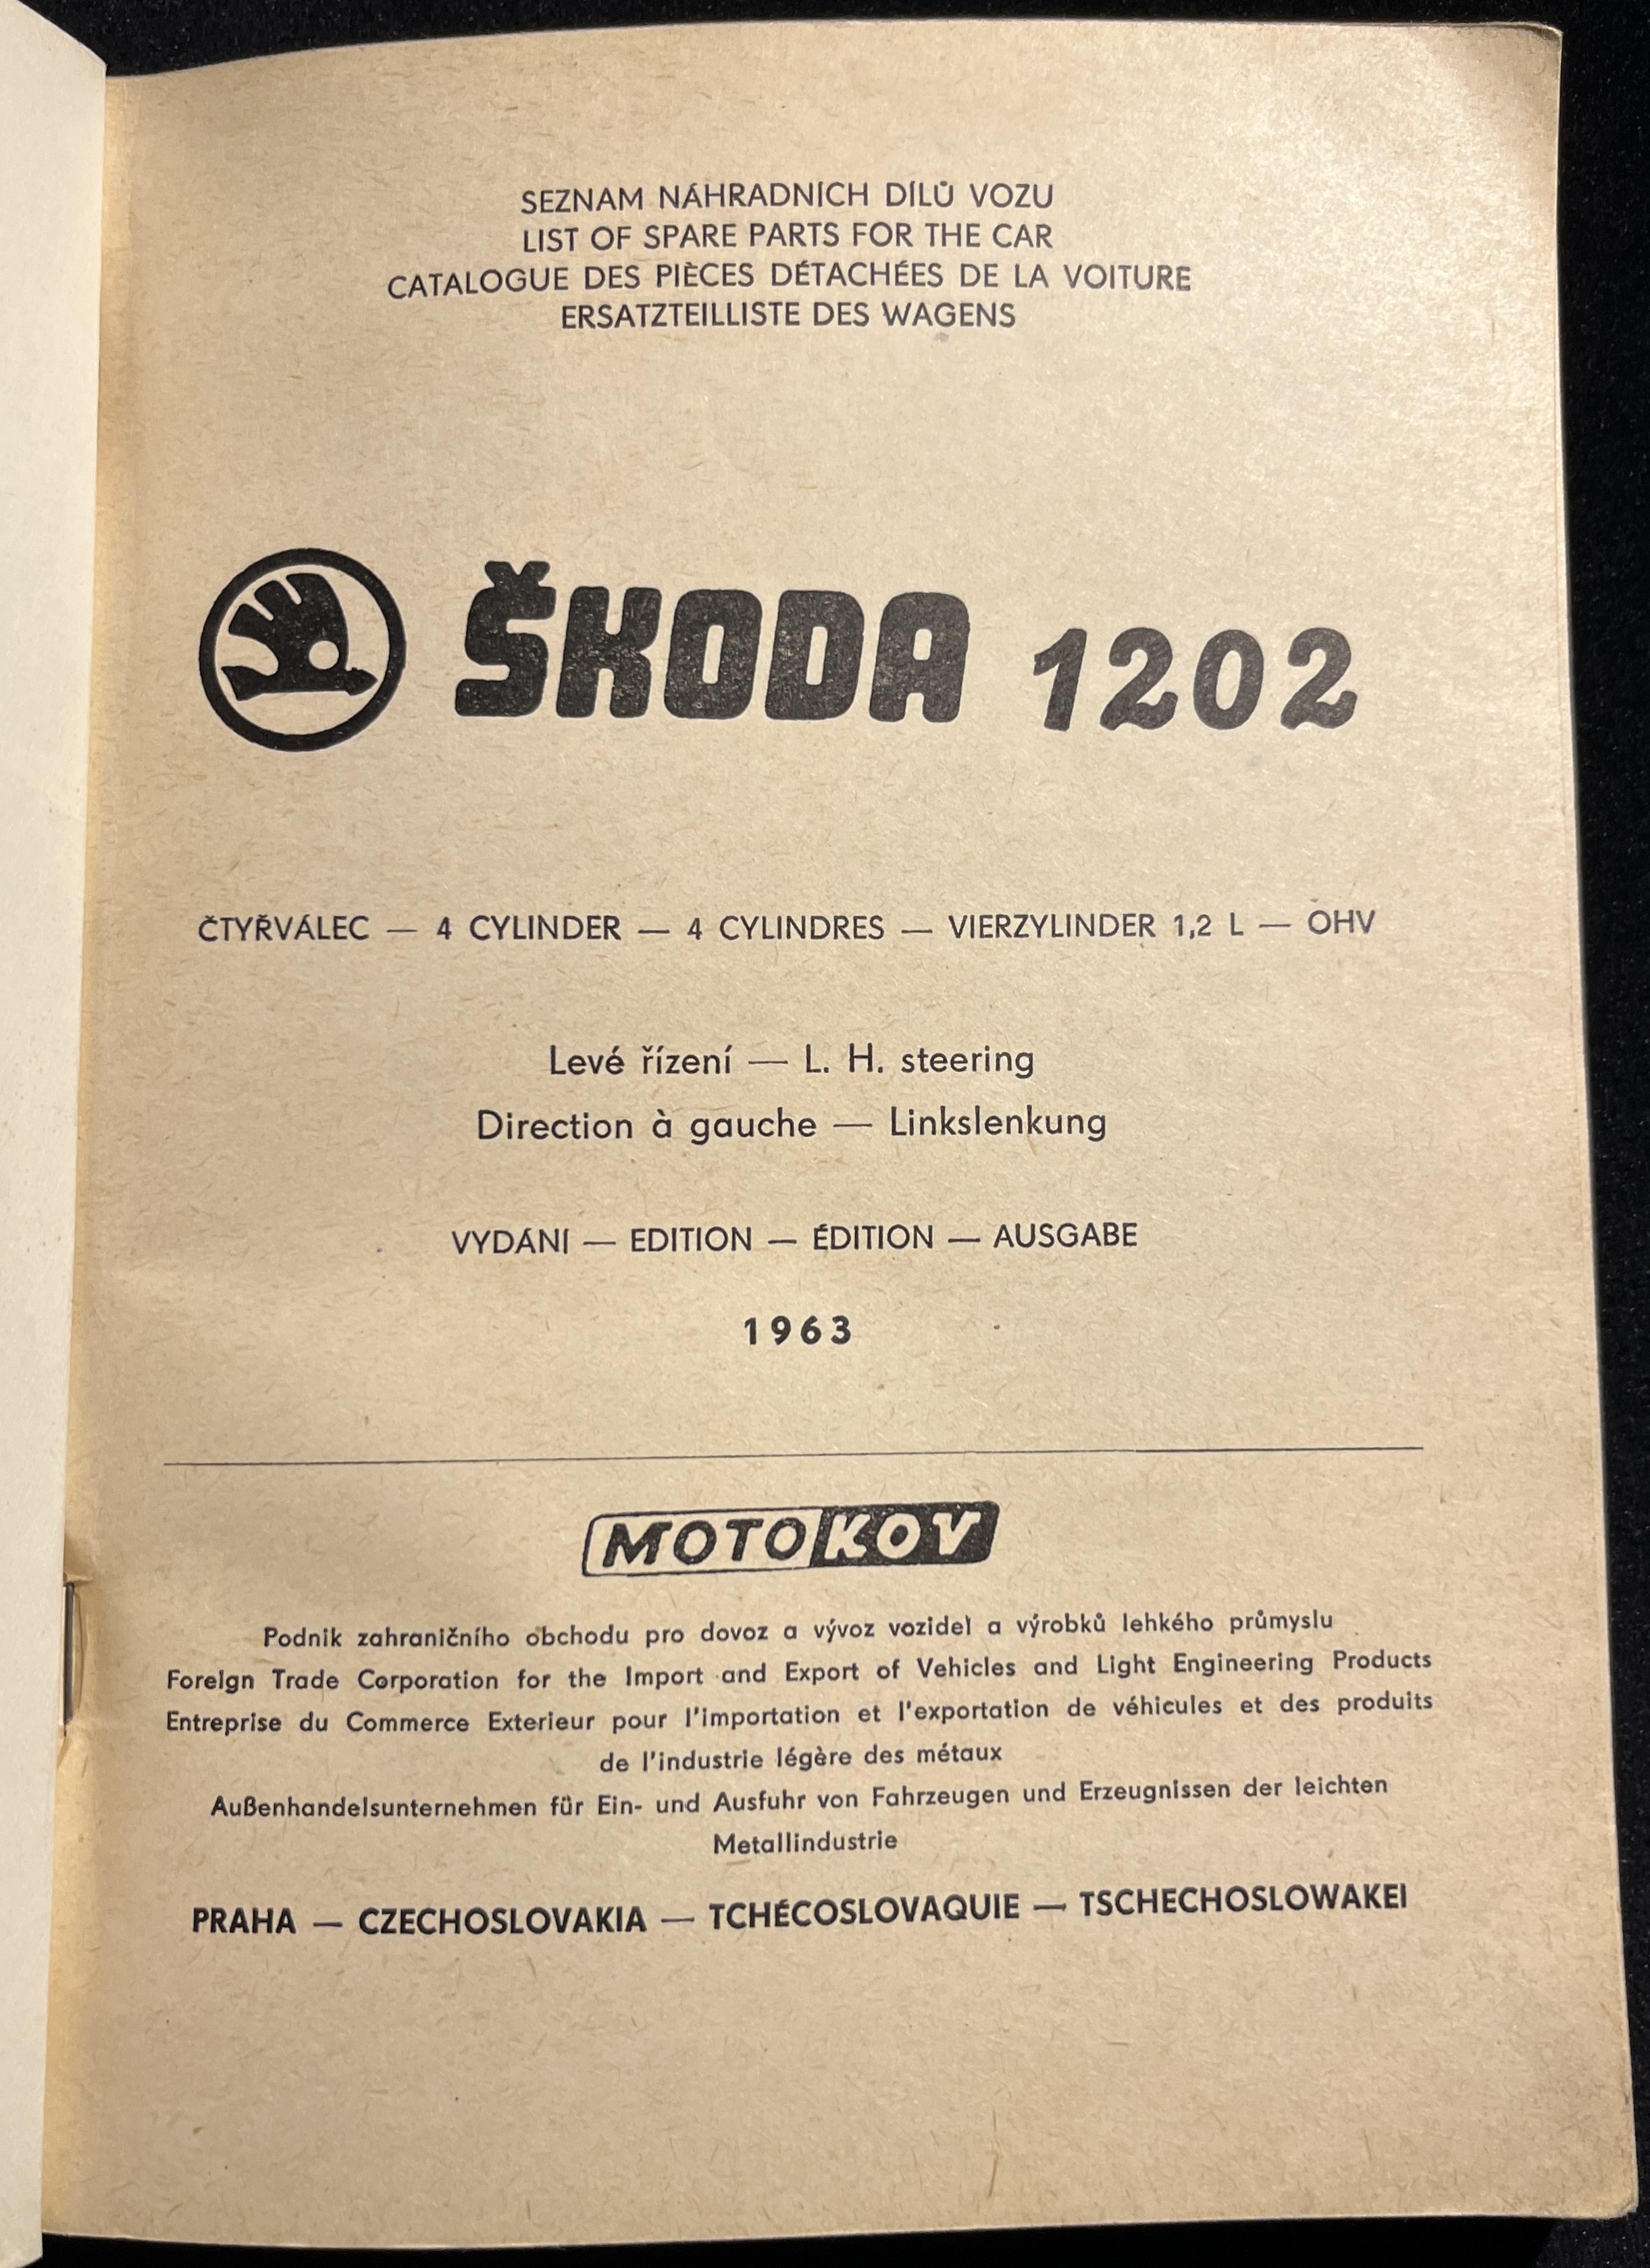 SEZNAM NÁHRADNÍCH DÍLŮ VOZU
LIST OF SPARE PARTS FOR THE CAR
CATALOGUE DES PIÈCES DÉTACHÉES DE LA VOITURE
ERSATZTEILLISTE DES WAGENS
ŠKODA 1202
ČTYŘVÁLEC — 4 CYLINDER — 4 CYLINDRES — VIERZYLINDER 1,2 L — OHV
Levé řízení — L. H. steering
Direction à gauche — Linkslenkung
VYDÁNÍ — EDITION — ÉDITION — AUSGABE
1963
MOTOKOV
Podnik zahraničního obchodu pro dovoz a vývoz vozidel a výrobků lehkého průmyslu
Foreign Trade Corporation for the Import and Export of Vehicles and Light Engineering Products
Entreprise du Commerce Exterieur pour l'importation et l'exportation de véhicules et des produits
de l'industrie légère des métaux
Außenhandelsunternehmen für Ein- und Ausfuhr von Fahrzeugen und Erzeugnissen der leichten
Metallindustrie
PRAHA — CZECHOSLOVAKIA — TCHÉCOSLOVAQUIE — TSCHECHOSLOWAKEI